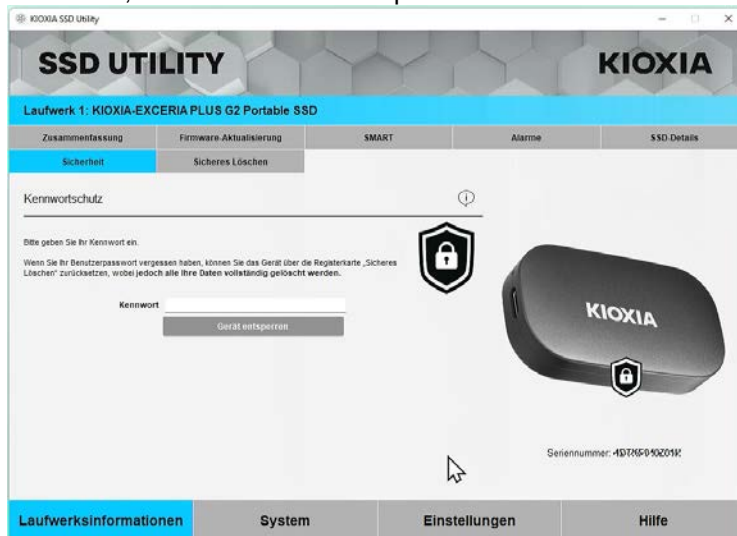 KIOXIA SSD Utility
SSD UTILITY
KIOXIA
Laufwerk 1: KIOXIA-EXCERIA PLUS G2 Portable SSD
Zusammenfassung Firmware-Aktualisierung SMART Alarme SSD-Details
Sicherheit Sicheres Löschen
Kennwortschutz
Bitte geben Sie Ihr Kennwort ein.
Wenn Sie Ihr Benutzerpasswort vergessen haben, können Sie das Gerät über die Registerkarte „Sicheres
Löschen“ zurücksetzen, wobei jedoch alle Ihre Daten vollständig gelöscht werden.
Kennwort
Gerät entsperren
KIOXIA
Seriennummer:
Laufwerksinformationen System Einstellungen Hilfe